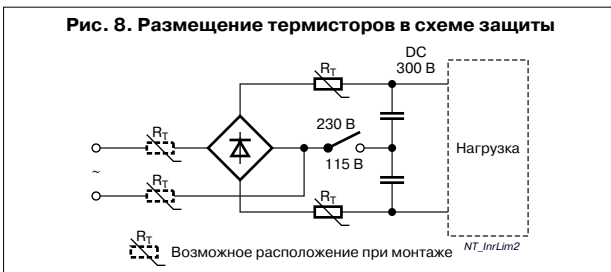 Рис. 8. Размещение термисторов в схеме защиты
R_T
DC
300 В
R_T
230 В
115 В
Нагрузка
~
R_T
R_T
R_T
Возможное расположение при монтаже
NT_InrLim2